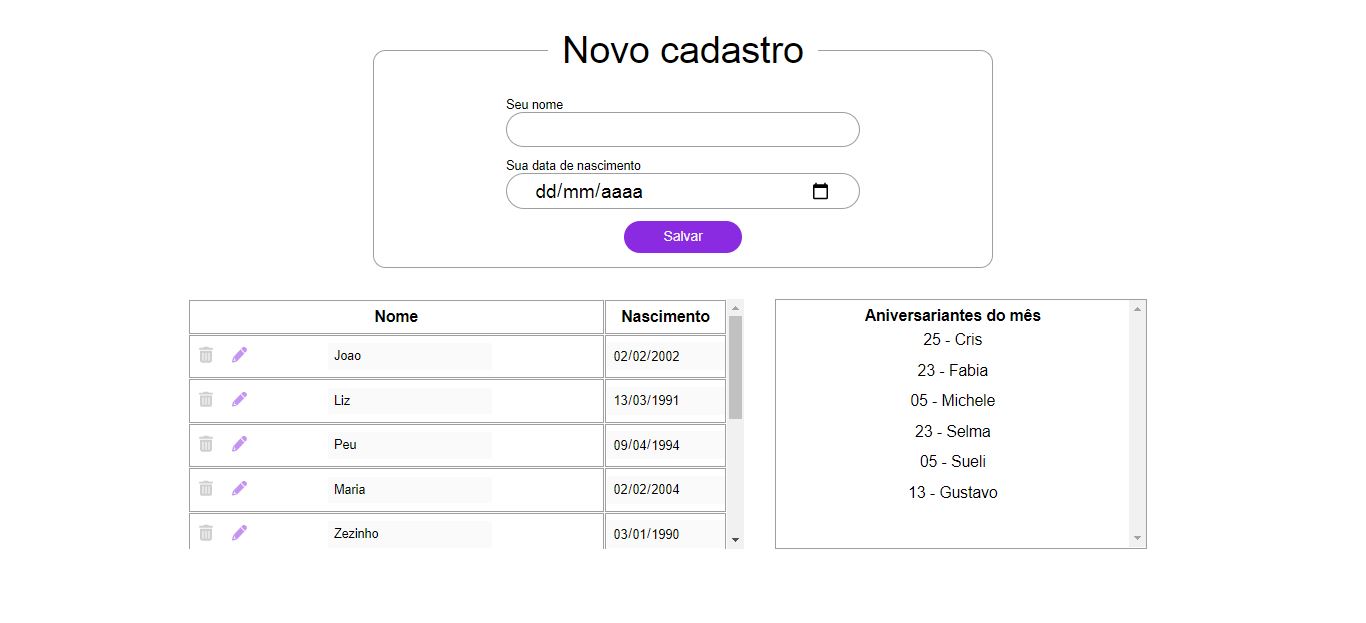 Novo cadastro
Seu nome
Sua data de nascimento
dd/mm/aaaa
Salvar
Nome Nascimento
Joao 02/02/2002
Liz 13/03/1991
Peu 09/04/1994
Maria 02/02/2004
Zezinho 03/01/1990
Aniversariantes do mês
25 - Cris
23 - Fabia
05 - Michele
23 - Selma
05 - Sueli
13 - Gustavo